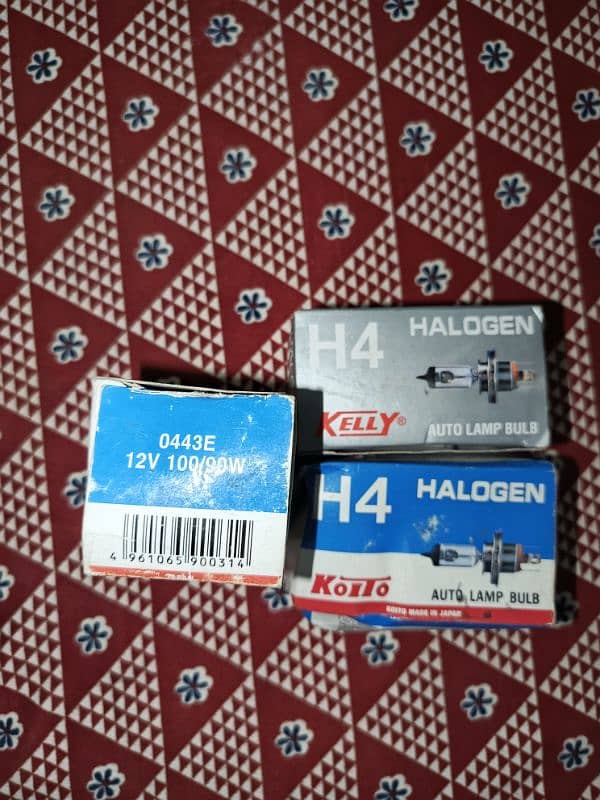 H4 HALOGEN
KELLY®
AUTO LAMP BULB
0443E
12V 100/90W
4 961065 900314
H4 HALOGEN
KOITO
AUTO LAMP BULB
KOITO MADE IN JAPAN